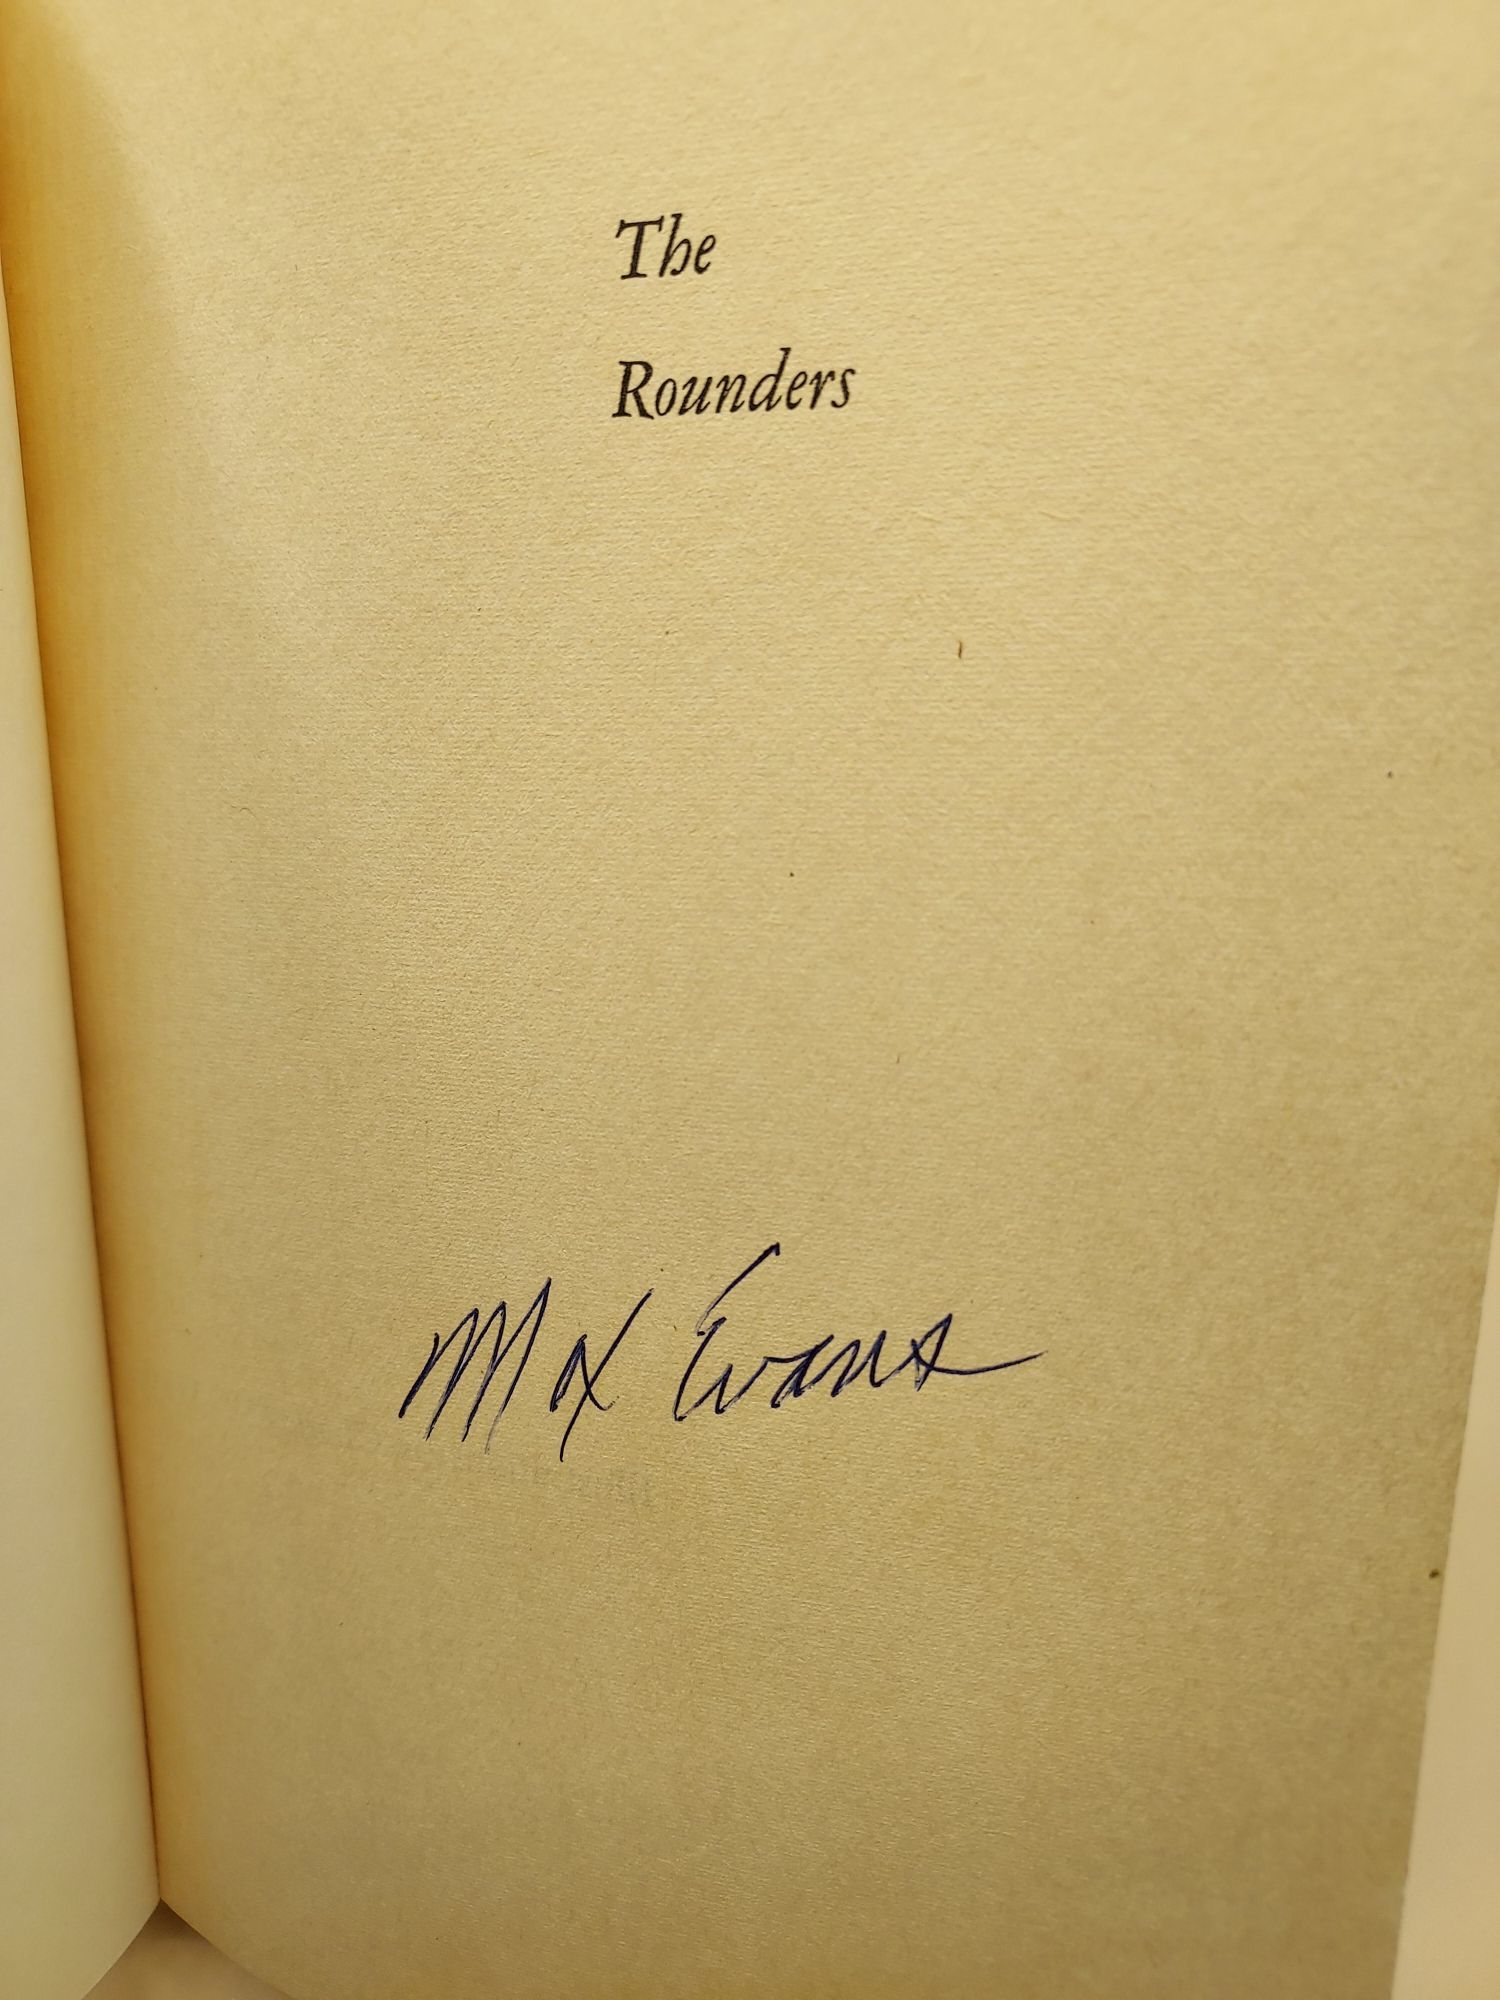 The
Rounders
Max Evans